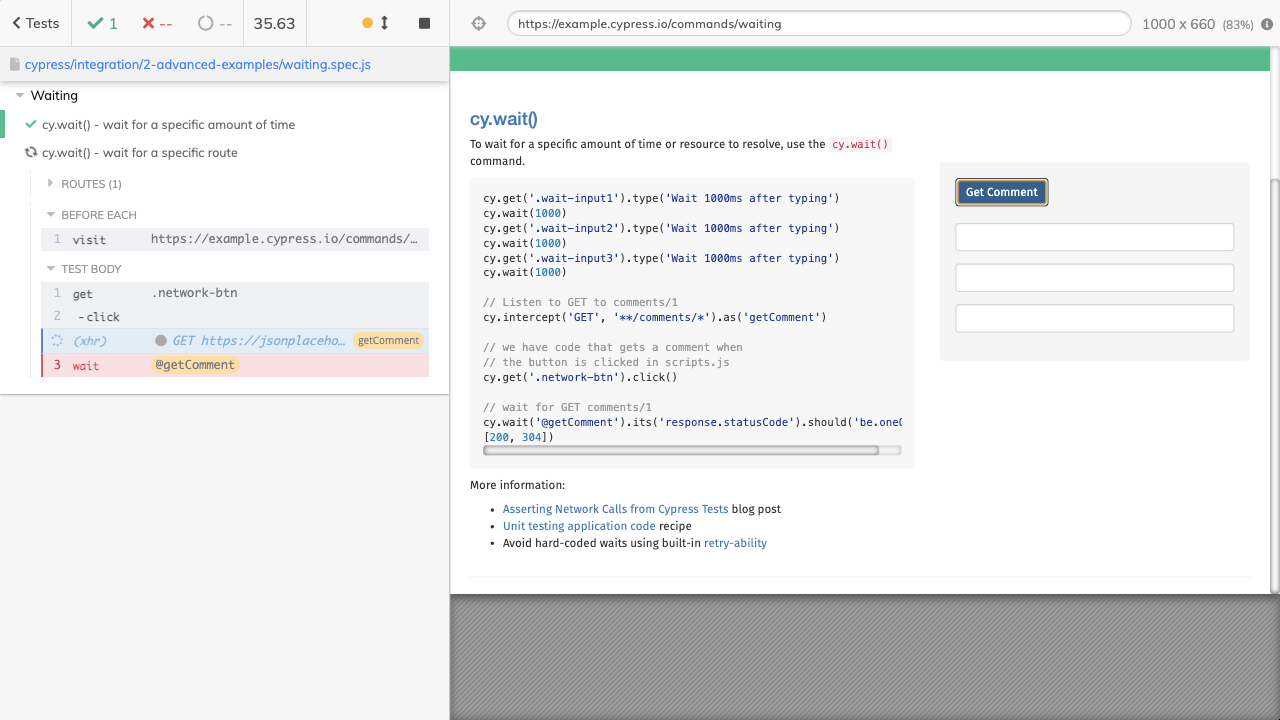 Tests
1
--
--
35.63
https://example.cypress.io/commands/waiting
1000 x 660 (83%)
cypress/integration/2-advanced-examples/waiting.spec.js
Waiting
cy.wait() - wait for a specific amount of time
cy.wait() - wait for a specific route
ROUTES (1)
BEFORE EACH
1 visit https://example.cypress.io/commands/…
TEST BODY
1 get .network-btn
2 -click
(xhr) GET https://jsonplaceho… getComment
3 wait @getComment
cy.wait()
To wait for a specific amount of time or resource to resolve, use the cy.wait()
command.
cy.get('.wait-input1').type('Wait 1000ms after typing')
cy.wait(1000)
cy.get('.wait-input2').type('Wait 1000ms after typing')
cy.wait(1000)
cy.get('.wait-input3').type('Wait 1000ms after typing')
cy.wait(1000)
// Listen to GET to comments/1
cy.intercept('GET', '**/comments/*').as('getComment')
// we have code that gets a comment when
// the button is clicked in scripts.js
cy.get('.network-btn').click()
// wait for GET comments/1
cy.wait('@getComment').its('response.statusCode').should('be.one
[200, 304])
More information:
• Asserting Network Calls from Cypress Tests blog post
• Unit testing application code recipe
• Avoid hard-coded waits using built-in retry-ability
Get Comment